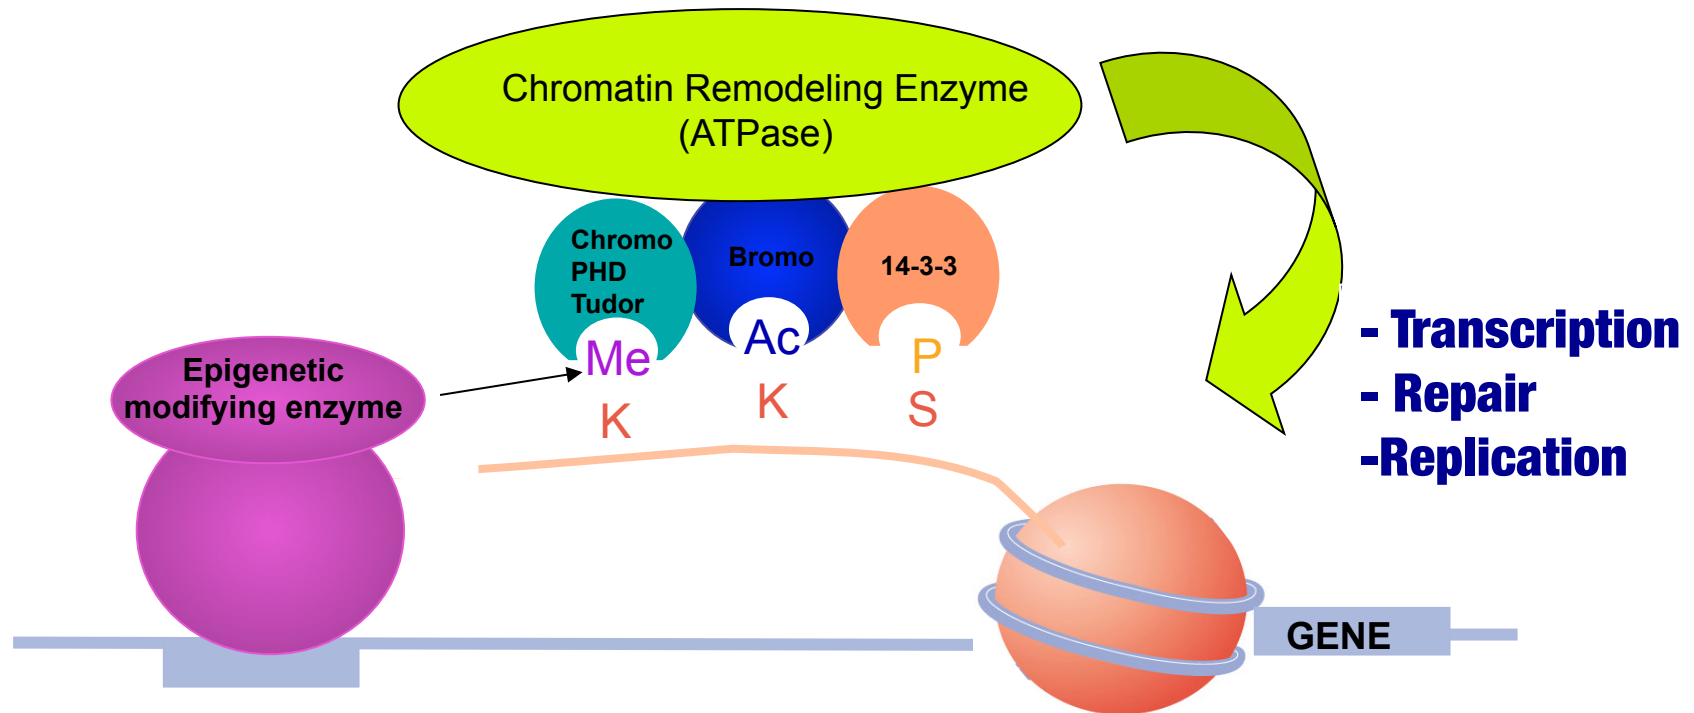 Chromatin Remodeling Enzyme
(ATPase)
Chromo
PHD
Tudor
Bromo
14-3-3
Me
Ac
P
K
K
S
Epigenetic
modifying enzyme
- Transcription
- Repair
-Replication
GENE